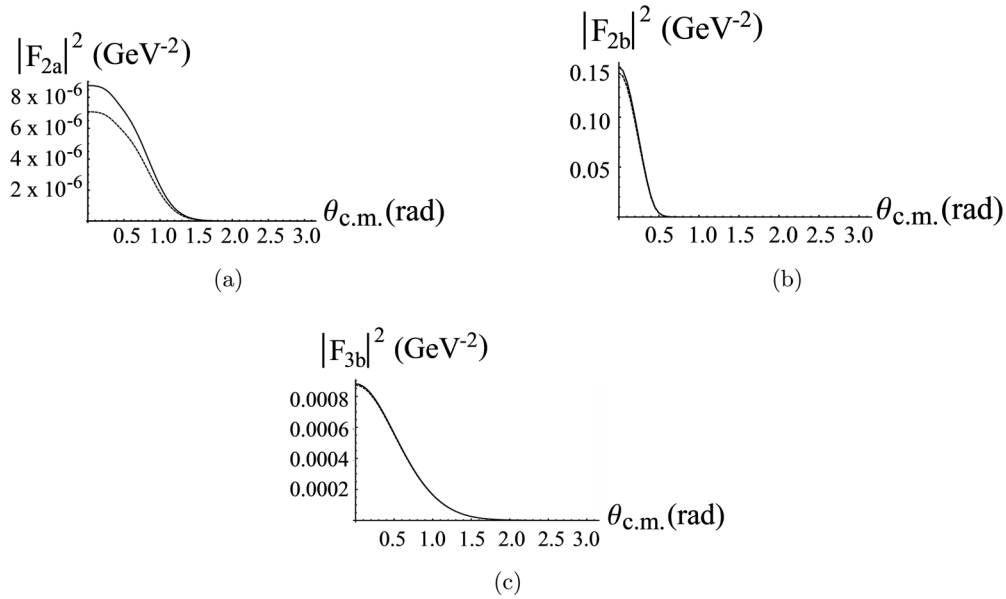 |F2a|² (GeV⁻²)
8 x 10⁻⁶
6 x 10⁻⁶
4 x 10⁻⁶
2 x 10⁻⁶
0.5 1.0 1.5 2.0 2.5 3.0
θc.m.(rad)
(a)
|F2b|² (GeV⁻²)
0.15
0.10
0.05
0.5 1.0 1.5 2.0 2.5 3.0
θc.m.(rad)
(b)
|F3b|² (GeV⁻²)
0.0008
0.0006
0.0004
0.0002
0.5 1.0 1.5 2.0 2.5 3.0
θc.m.(rad)
(c)